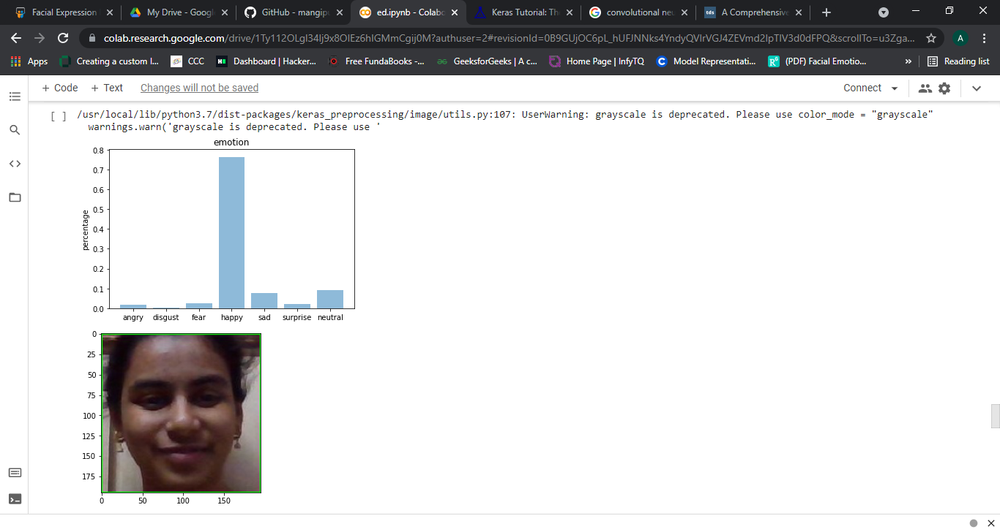 Facial Expression
My Drive - Googl
GitHub - mangip
ed.ipynb - Colabo
Keras Tutorial: Th
convolutional neu
A Comprehensive
colab.research.google.com/drive/1Ty112OLgl34lj9x8OlEz6hlGMmCgij0M?authuser=2#revisionId=0B9GUjOC6pL_hUFJNNks4YndyQVlrVGJ4ZEVmd2lpTlV3d0dFPQ&scrollTo=u3Zga...
A
Apps
Creating a custom l...
CCC
Dashboard | Hacker...
Free FundaBooks -...
GeeksforGeeks | A c...
Home Page | InfyTQ
Model Representati...
(PDF) Facial Emotio...
»
Reading list
+ Code + Text Changes will not be saved
Connect
[ ] /usr/local/lib/python3.7/dist-packages/keras_preprocessing/image/utils.py:107: UserWarning: grayscale is deprecated. Please use color_mode = "grayscale"
warnings.warn('grayscale is deprecated. Please use '
emotion
0.8
0.7
0.6
0.5
0.4
0.3
0.2
0.1
0.0
percentage
angry disgust fear happy sad surprise neutral
0
25
50
75
100
125
150
175
0 50 100 150